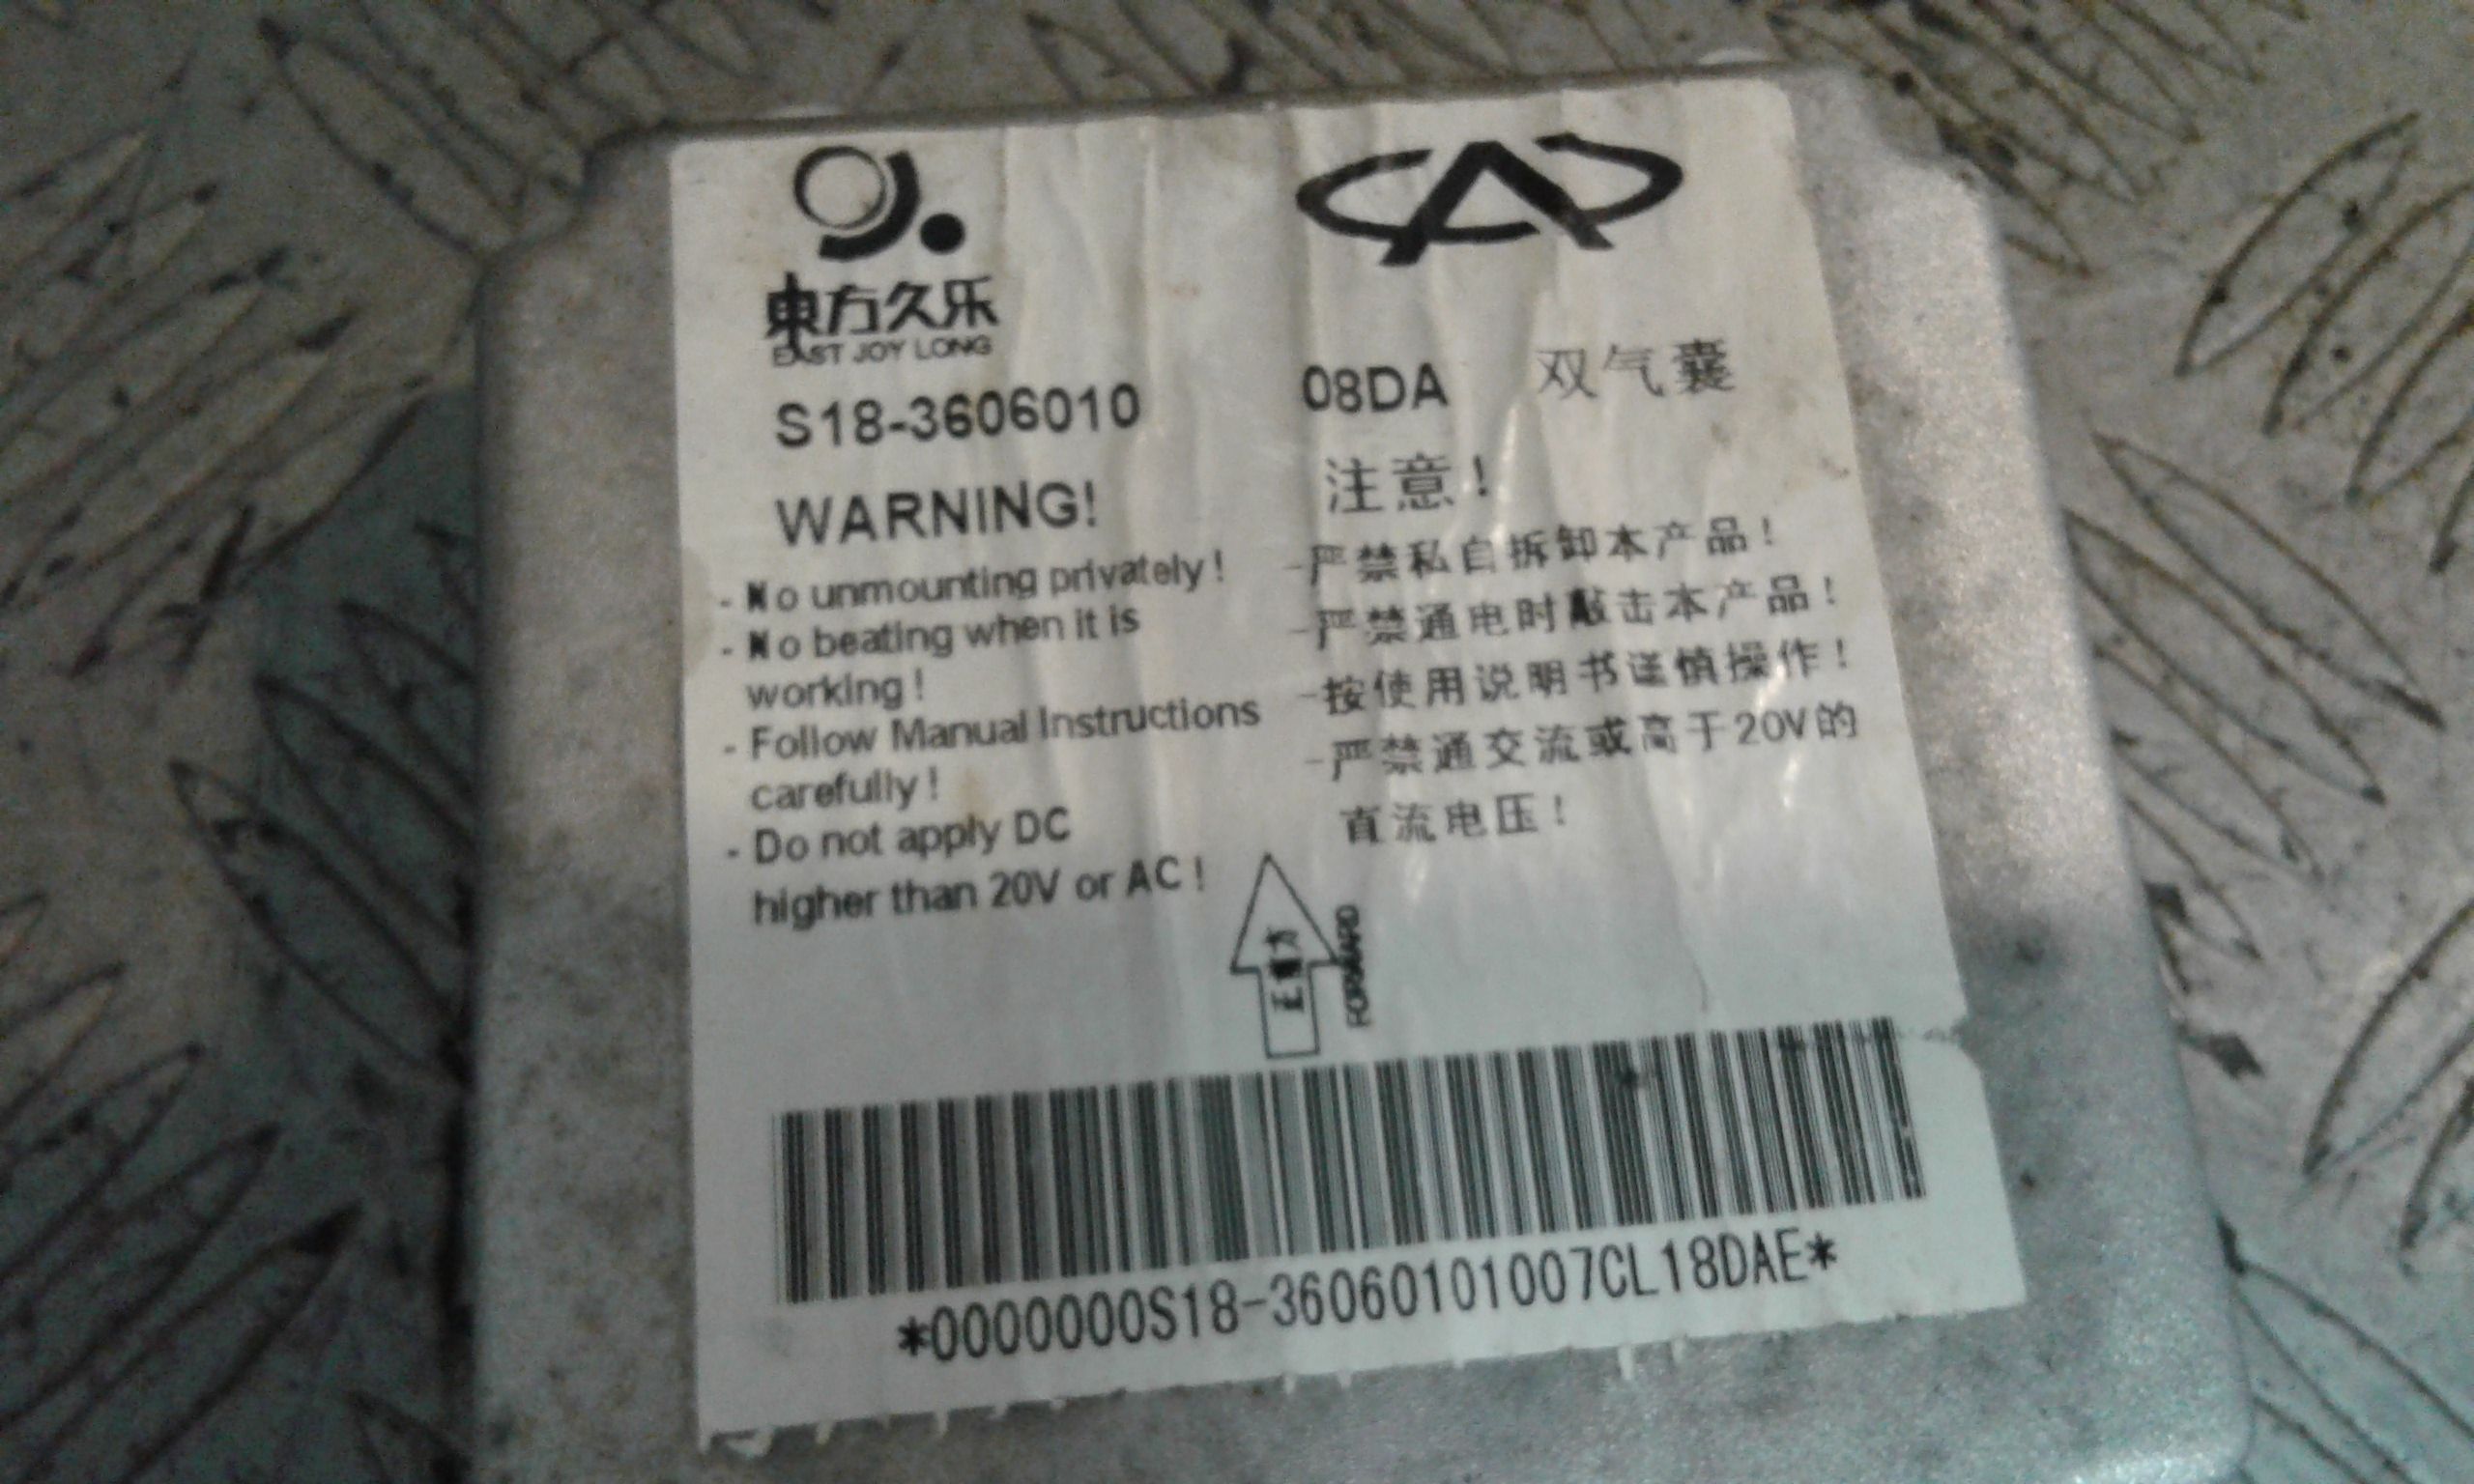 東方久乐
EAST JOY LONG
S18-3606010
08DA 双气囊
WARNING!
- No unmounting privately!
- No beating when it is
working!
- Follow Manual Instructions
carefully!
- Do not apply DC
higher than 20V or AC!
注意!
-严禁私自拆卸本产品!
-严禁通电时敲击本产品!
-按使用说明书谨慎操作!
-严禁通交流或高于20V的
直流电压!
正前方
FORWARD
*0000000S18-36060101007CL18DAE*